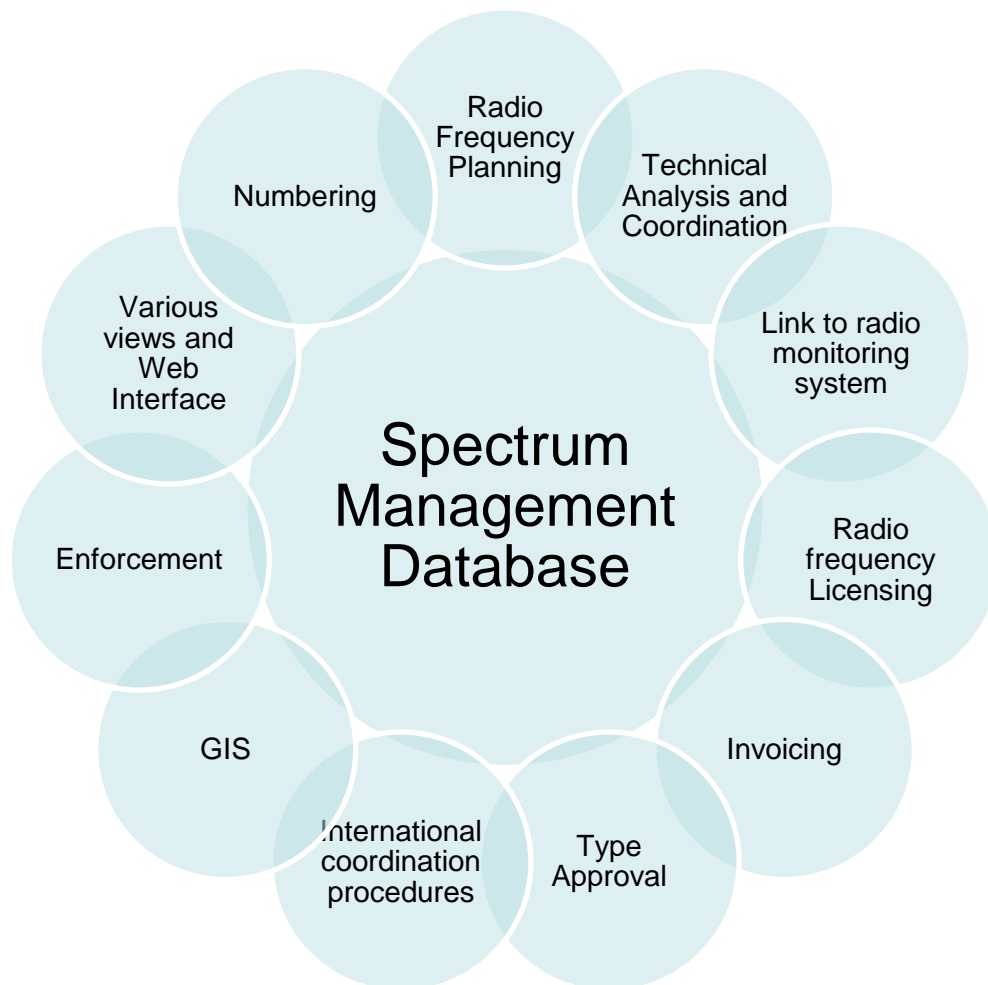 Radio
Frequency
Planning
Technical
Analysis and
Coordination
Link to radio
monitoring
system
Radio
frequency
Licensing
Invoicing
Type
Approval
International
coordination
procedures
GIS
Enforcement
Various
views and
Web
Interface
Numbering
Spectrum
Management
Database